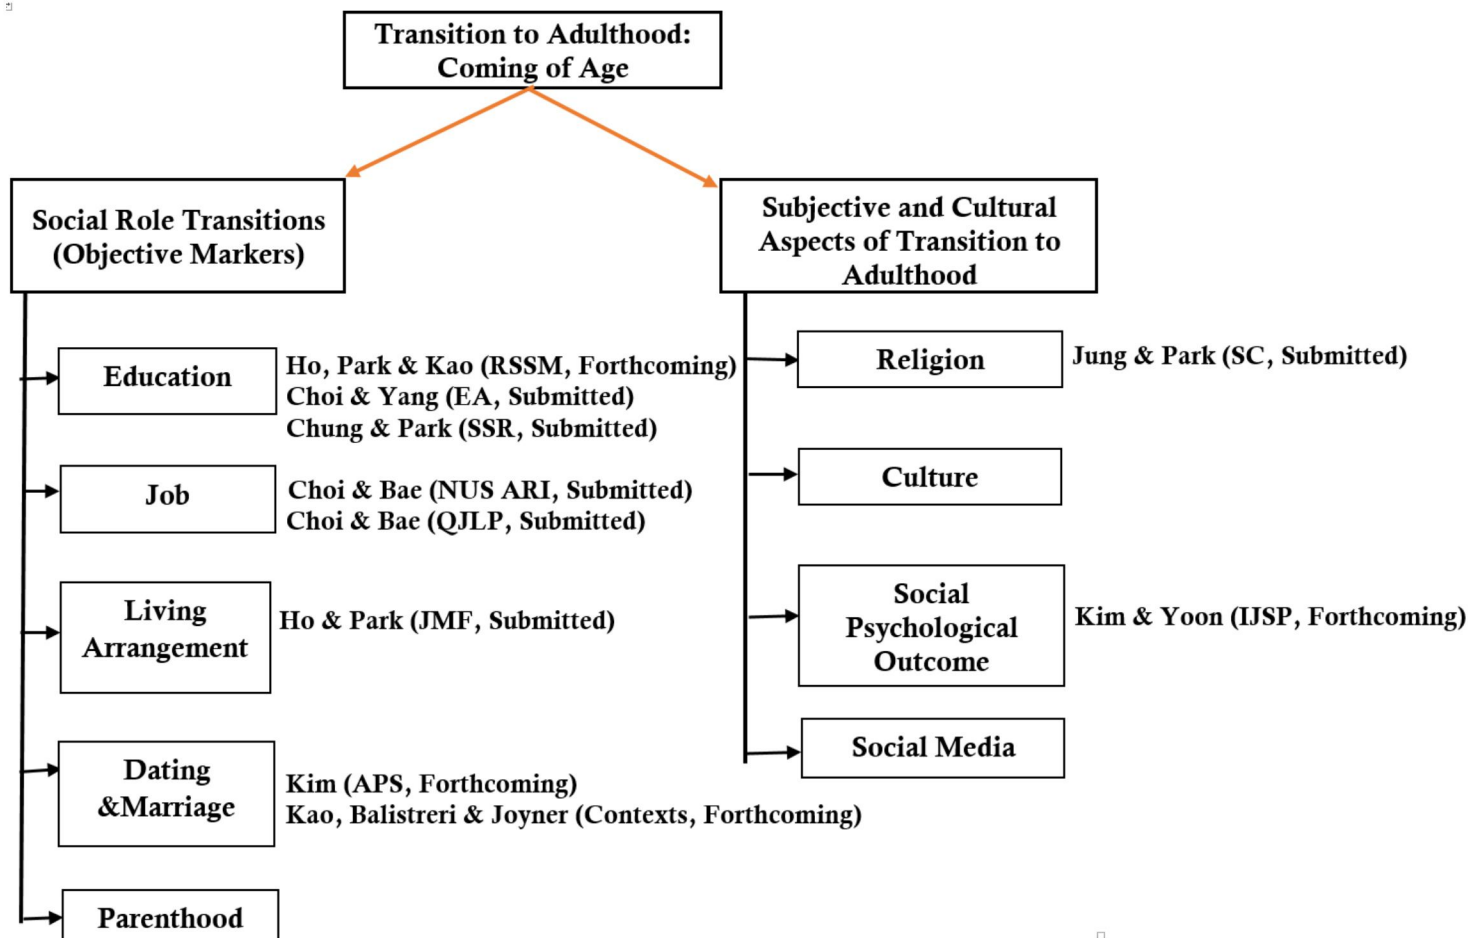 Transition to Adulthood:
Coming of Age
Social Role Transitions
(Objective Markers)
Education
Ho, Park & Kao (RSSM, Forthcoming)
Choi & Yang (EA, Submitted)
Chung & Park (SSR, Submitted)
Job
Choi & Bae (NUS ARI, Submitted)
Choi & Bae (QJLP, Submitted)
Living
Arrangement
Ho & Park (JMF, Submitted)
Dating
&Marriage
Kim (APS, Forthcoming)
Kao, Balistreri & Joyner (Contexts, Forthcoming)
Parenthood
Subjective and Cultural
Aspects of Transition to
Adulthood
Religion
Jung & Park (SC, Submitted)
Culture
Social
Psychological
Outcome
Kim & Yoon (IJSP, Forthcoming)
Social Media